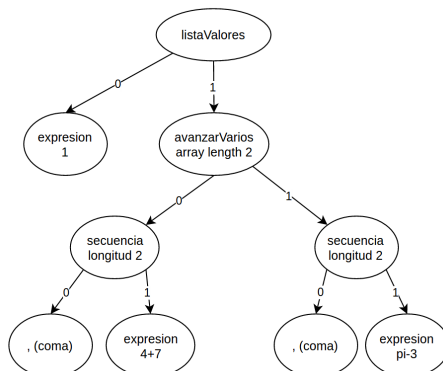 listaValores
0
1
expresion
1
avanzarVarios
array length 2
0
1
secuencia
longitud 2
secuencia
longitud 2
0
1
0
1
, (coma)
expresion
4+7
, (coma)
expresion
pi-3